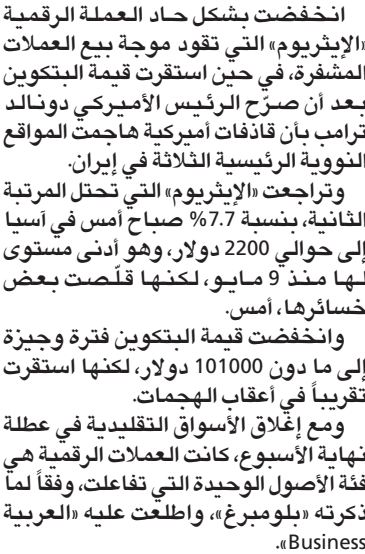 انخفضت بشكل حاد العملة الرقمية
«الإيثريوم» التي تقود موجة بيع العملات
المشفرة، في حين استقرت قيمة البتكوين
بعد أن صرّح الرئيس الأميركي دونالد
ترامب بأن قاذفات أميركية هاجمت المواقع
النووية الرئيسية الثلاثة في إيران.
وتراجعت «الإيثريوم» التي تحتل المرتبة
الثانية، بنسبة 7.7% صباح أمس في آسيا
إلى حوالي 2200 دولار، وهو أدنى مستوى
لها منذ 9 مايو، لكنها قلّصت بعض
خسائرها، أمس.
وانخفضت قيمة البتكوين فترة وجيزة
إلى ما دون 101000 دولار، لكنها استقرت
تقريباً في أعقاب الهجمات.
ومع إغلاق الأسواق التقليدية في عطلة
نهاية الأسبوع، كانت العملات الرقمية هي
فئة الأصول الوحيدة التي تفاعلت، وفقاً لما
ذكرته «بلومبرغ»، واطلعت عليه «العربية
Business».